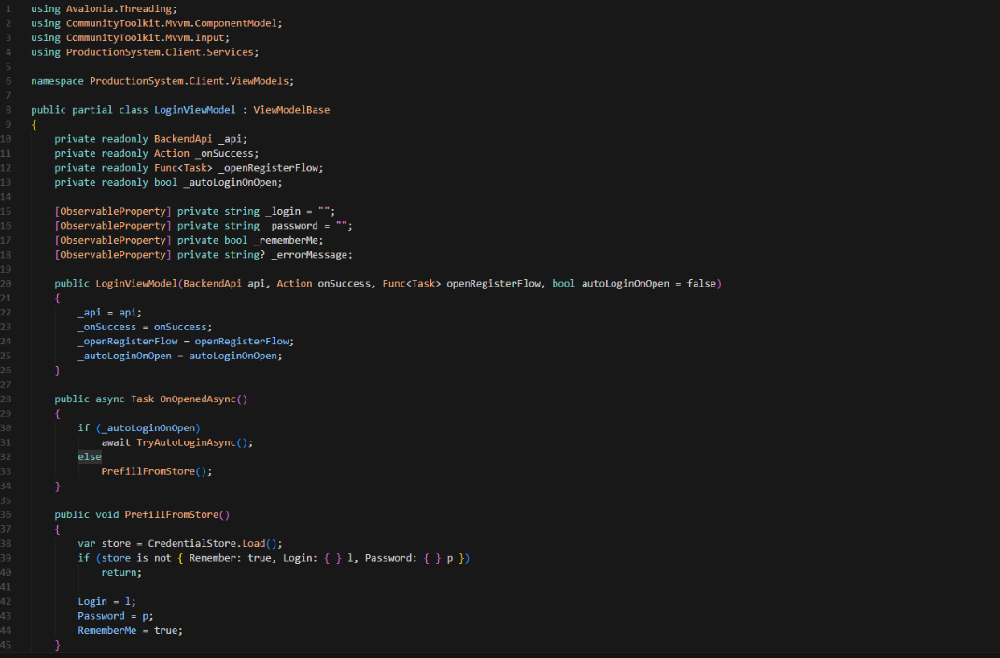 1 using Avalonia.Threading;
2 using CommunityToolkit.Mvvm.ComponentModel;
3 using CommunityToolkit.Mvvm.Input;
4 using ProductionSystem.Client.Services;
5
6 namespace ProductionSystem.Client.ViewModels;
7
8 public partial class LoginViewModel : ViewModelBase
9 {
10     private readonly BackendApi _api;
11     private readonly Action _onSuccess;
12     private readonly Func<Task> _openRegisterFlow;
13     private readonly bool _autoLoginOnOpen;
14
15     [ObservableProperty] private string _login = "";
16     [ObservableProperty] private string _password = "";
17     [ObservableProperty] private bool _rememberMe;
18     [ObservableProperty] private string? _errorMessage;
19
20     public LoginViewModel(BackendApi api, Action onSuccess, Func<Task> openRegisterFlow, bool autoLoginOnOpen = false)
21     {
22         _api = api;
23         _onSuccess = onSuccess;
24         _openRegisterFlow = openRegisterFlow;
25         _autoLoginOnOpen = autoLoginOnOpen;
26     }
27
28     public async Task OnOpenedAsync()
29     {
30         if (_autoLoginOnOpen)
31             await TryAutoLoginAsync();
32         else
33             PrefillFromStore();
34     }
35
36     public void PrefillFromStore()
37     {
38         var store = CredentialStore.Load();
39         if (store is not { Remember: true, Login: { } l, Password: { } p })
40             return;
41
42         Login = l;
43         Password = p;
44         RememberMe = true;
45     }